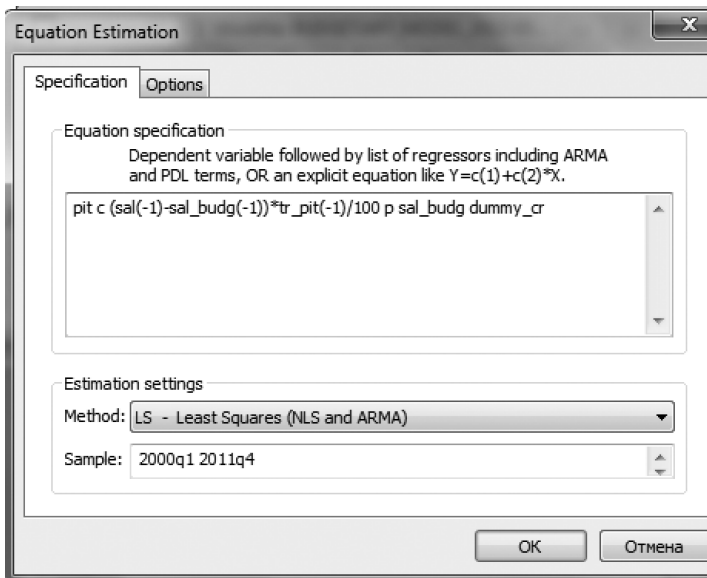 Equation Estimation
X
Specification
Options
Equation specification
Dependent variable followed by list of regressors including ARMA
and PDL terms, OR an explicit equation like Y=c(1)+c(2)*X.
pit c (sal(-1)-sal_budg(-1))*tr_pit(-1)/100 p sal_budg dummy_cr
Estimation settings
Method: LS - Least Squares (NLS and ARMA)
Sample: 2000q1 2011q4
OK
Отмена